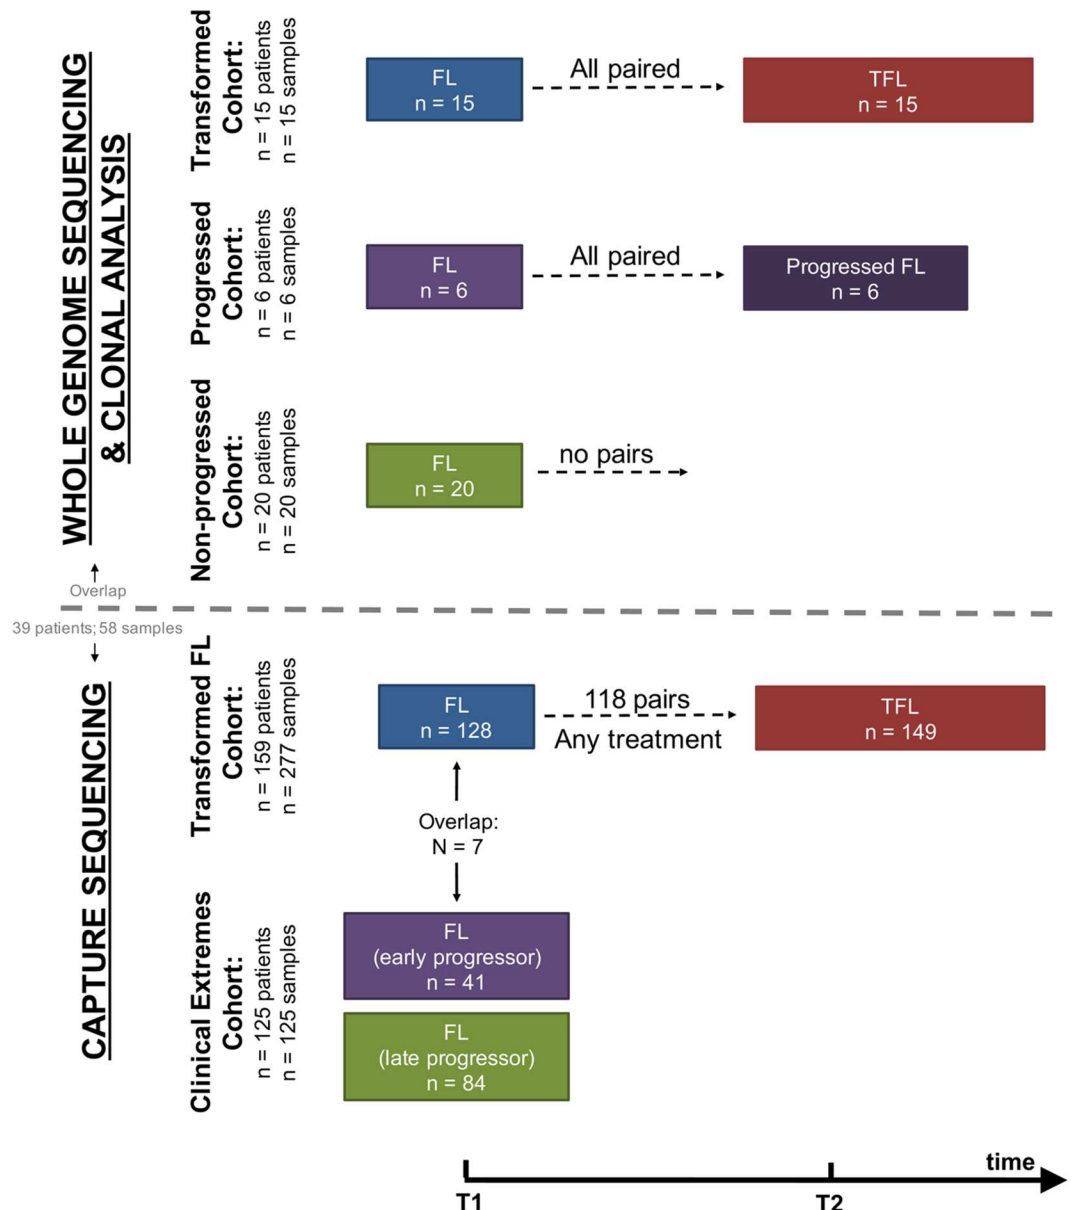 WHOLE GENOME SEQUENCING
& CLONAL ANALYSIS
Transformed
Cohort:
n = 15 patients
n = 15 samples
FL
n = 15
All paired
TFL
n = 15
Progressed
Cohort:
n = 6 patients
n = 6 samples
FL
n = 6
All paired
Progressed FL
n = 6
Non-progressed
Cohort:
n = 20 patients
n = 20 samples
FL
n = 20
no pairs
Overlap
39 patients; 58 samples
CAPTURE SEQUENCING
Transformed FL
Cohort:
n = 159 patients
n = 277 samples
FL
n = 128
118 pairs
Any treatment
TFL
n = 149
Overlap:
N = 7
Clinical Extremes
Cohort:
n = 125 patients
n = 125 samples
FL
(early progressor)
n = 41
FL
(late progressor)
n = 84
time
T1
T2